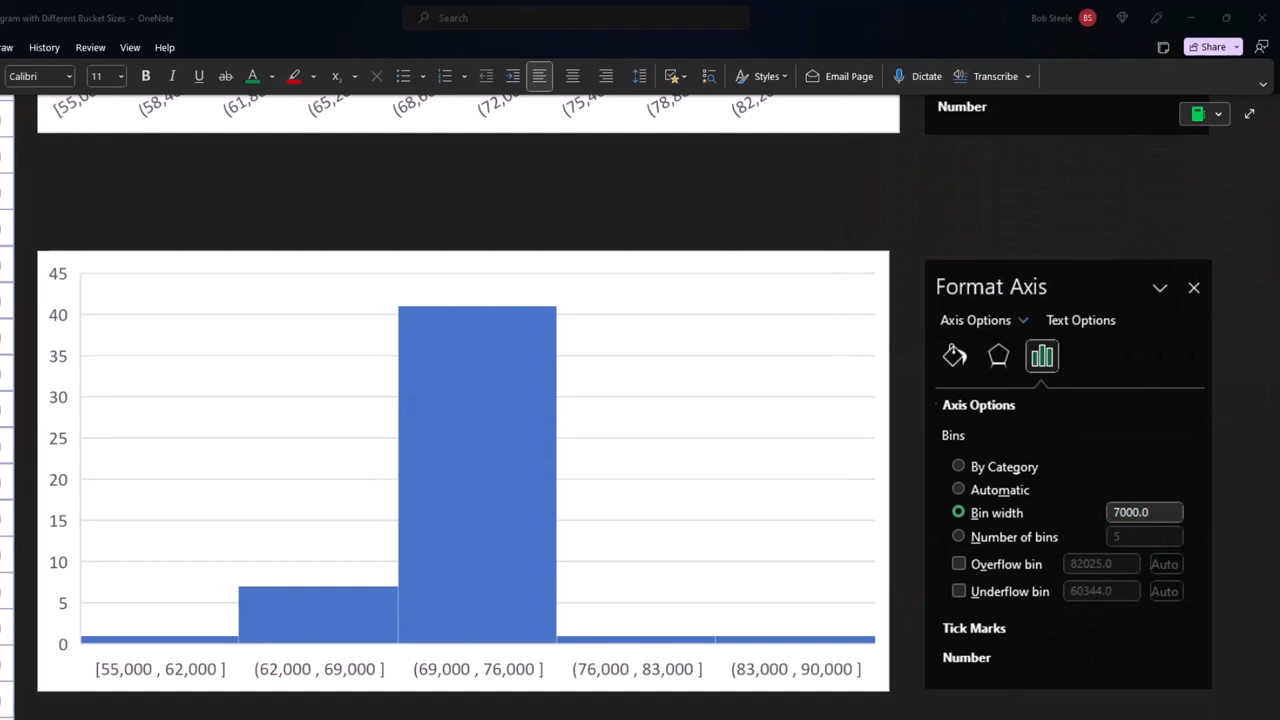 gram with Different Bucket Sizes - OneNote
Search
Bob Steele BS
aw History Review View Help
Share
Calibri 11 B I U ab A x Styles Email Page Dictate Transcribe
Number
45
40
35
30
25
20
15
10
5
0
[55,000 , 62,000 ] (62,000 , 69,000 ] (69,000 , 76,000 ] (76,000 , 83,000 ] (83,000 , 90,000 ]
Format Axis
Axis Options Text Options
Axis Options
Bins
By Category
Automatic
Bin width 7000.0
Number of bins 5
Overflow bin 82025.0 Auto
Underflow bin 60344.0 Auto
Tick Marks
Number